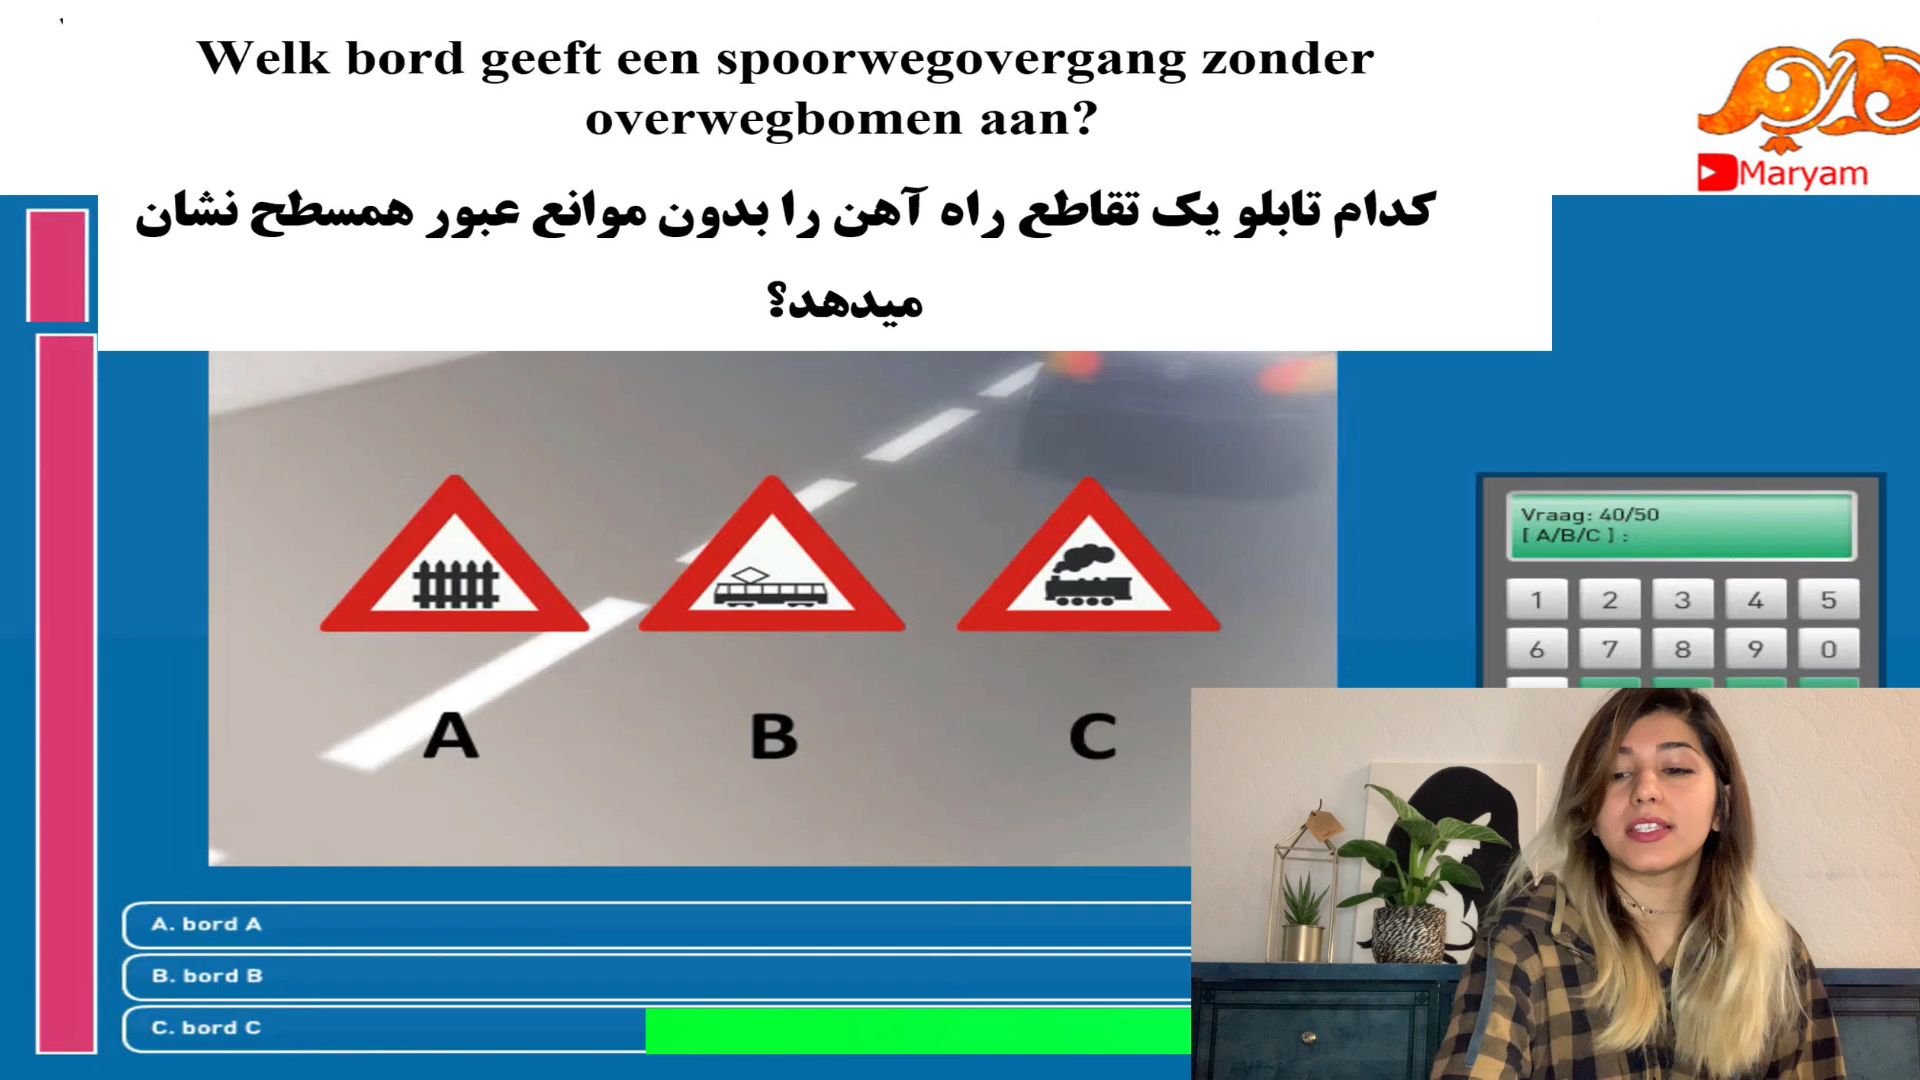 Welk bord geeft een spoorwegovergang zonder
overwegbomen aan?
Maryam
کدام تابلو یک تقاطع راه آهن را بدون موانع عبور همسطح نشان
میدهد؟
Vraag: 40/50
[ A/B/C ] :
1 2 3 4 5
6 7 8 9 0
A B C
A. bord A
B. bord B
C. bord C